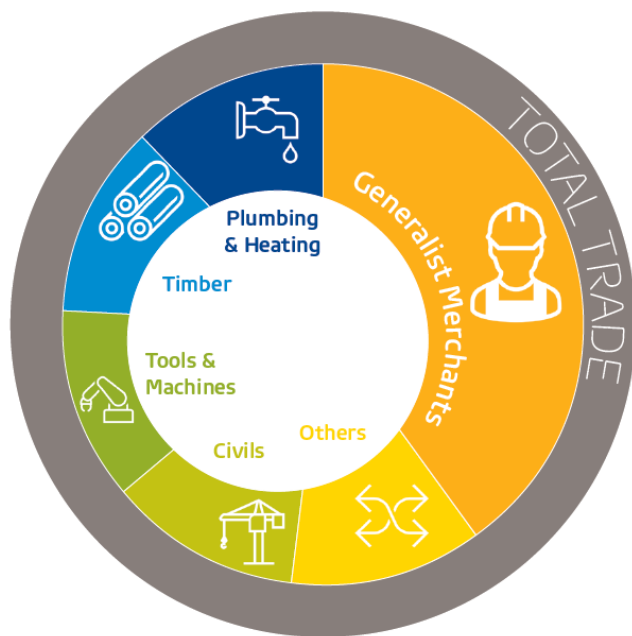 TOTAL TRADE
Generalist Merchants
Plumbing
& Heating
Timber
Tools &
Machines
Civils
Others